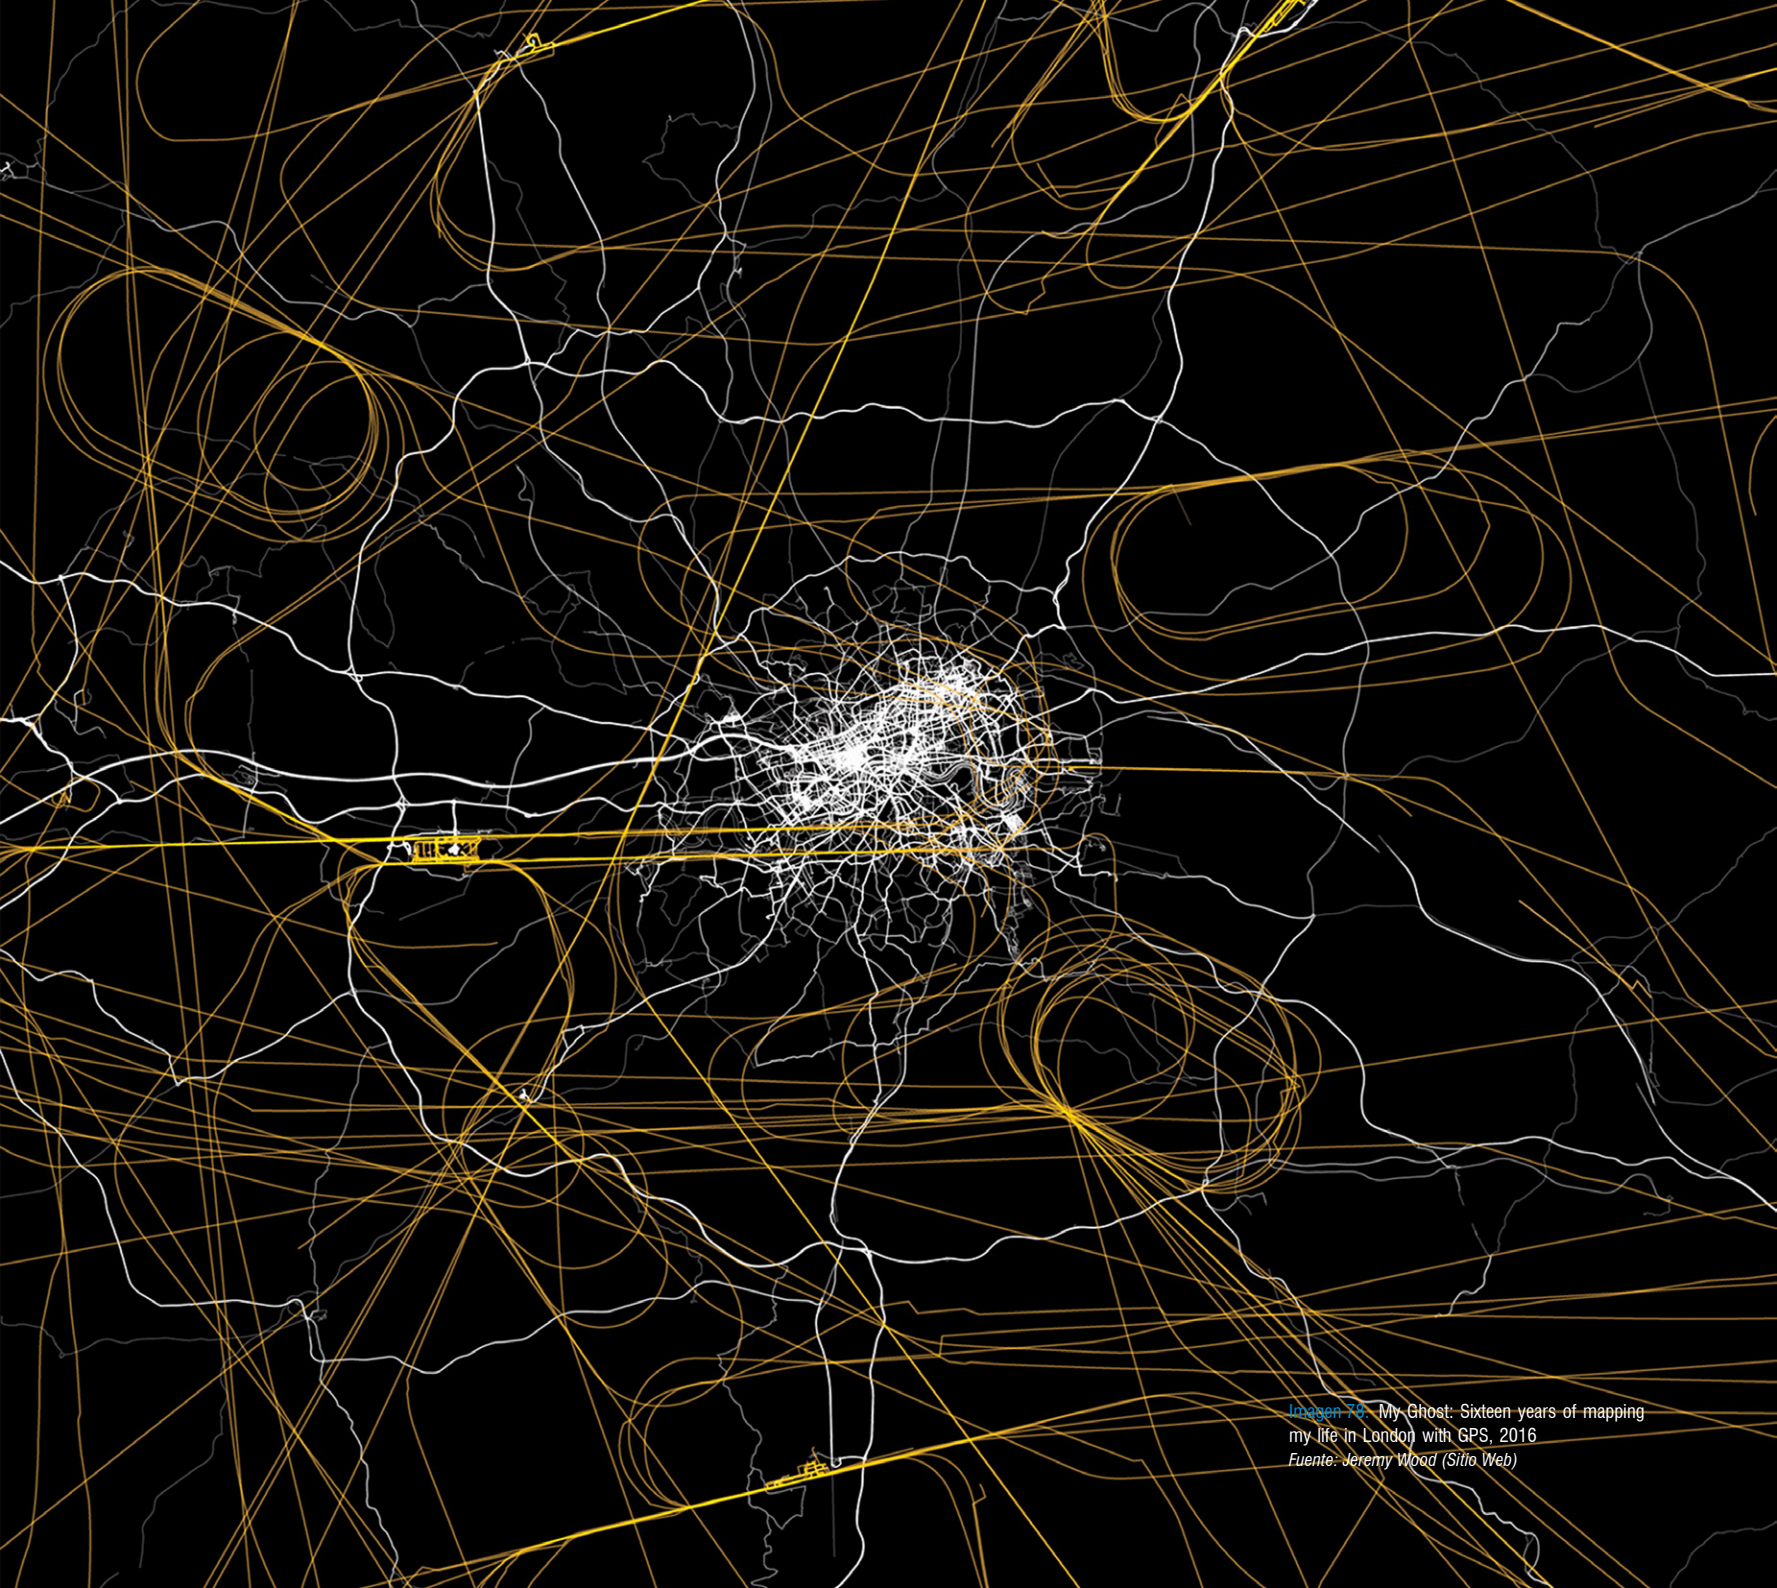 Imagen 78: My Ghost: Sixteen years of mapping
my life in London with GPS, 2016
Fuente: Jeremy Wood (Sitio Web)